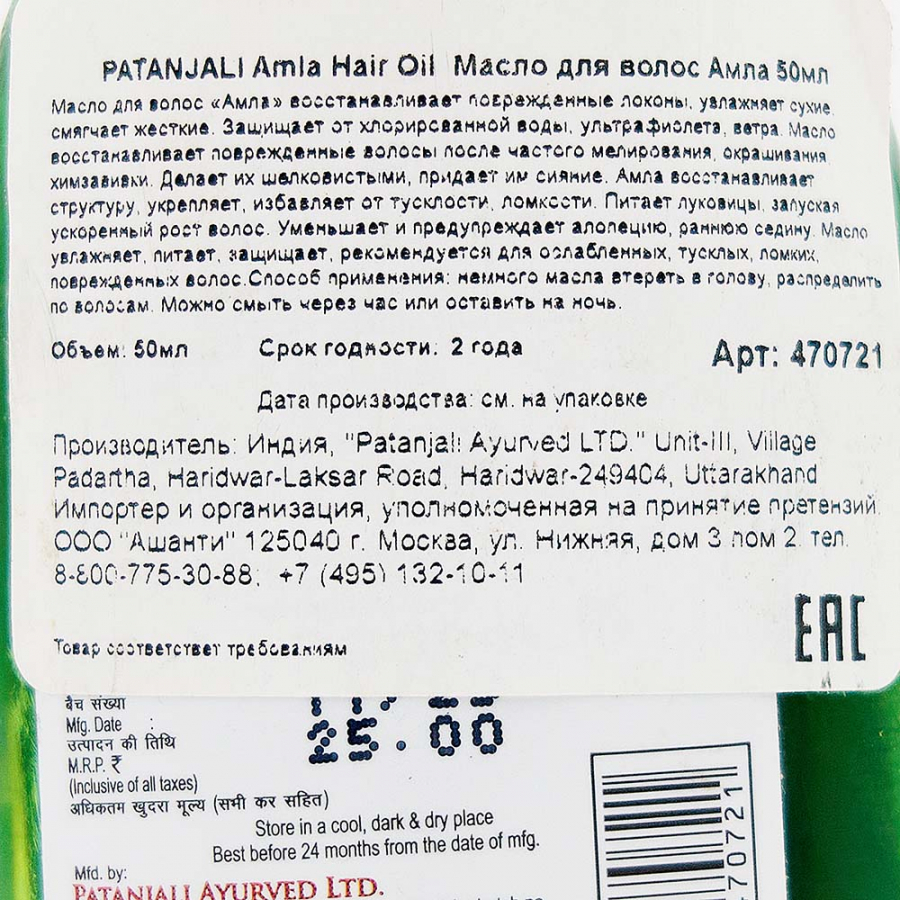 PATANJALI Amla Hair Oil Масло для волос Амла 50мл
Масло для волос «Амла» восстанавливает поврежденные локоны, увлажняет сухие,
смягчает жесткие. Защищает от хлорированной воды, ультрафиолета, ветра. Масло
восстанавливает поврежденные волосы после частого мелирования, окрашивания
химзавивки. Делает их шелковистыми, придает им сияние. Амла восстанавливает
структуру, укрепляет, избавляет от тусклости, ломкости. Питает луковицы, запуская
ускоренный рост волос. Уменьшает и предупреждает алопецию, раннюю седину. Масло
увлажняет, питает, защищает, рекомендуется для ослабленных, тусклых, ломких,
поврежденных волос.Способ применения: немного масла втереть в голову, распределить
по волосам. Можно смыть через час или оставить на ночь.
Объем: 50мл Срок годности: 2 года Арт: 470721
Дата производства: см. на упаковке
Производитель: Индия, "Patanjali Ayurved LTD." Unit-III, Village
Padartha, Haridwar-Laksar Road, Haridwar-249404, Uttarakhand
Импортер и организация, уполномоченная на принятие претензий:
ООО "Ашанти" 125040 г. Москва, ул. Нижняя, дом 3 пом 2. тел.
8-800-775-30-88; +7 (495) 132-10-11
EAC
Товар соответствует требованиям
बैच संख्या
Mfg. Date :
उत्पादन की तिथि
M.R.P. ₹ 25.00
(Inclusive of all taxes)
अधिकतम खुदरा मूल्य (सभी कर सहित)
Store in a cool, dark & dry place
Best before 24 months from the date of mfg.
Mfd. by:
PATANJALI AYURVED LTD.
70721